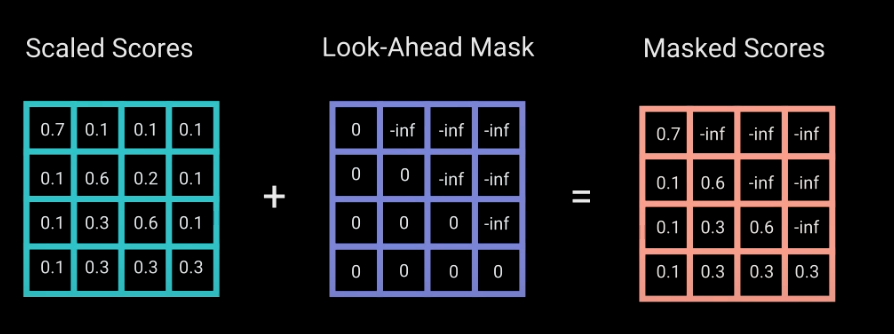 Scaled Scores Look-Ahead Mask Masked Scores
0.7 0.1 0.1 0.1 0 -inf -inf -inf 0.7 -inf -inf -inf
0.1 0.6 0.2 0.1 0 0 -inf -inf 0.1 0.6 -inf -inf
+ =
0.1 0.3 0.6 0.1 0 0 0 -inf 0.1 0.3 0.6 -inf
0.1 0.3 0.3 0.3 0 0 0 0 0.1 0.3 0.3 0.3